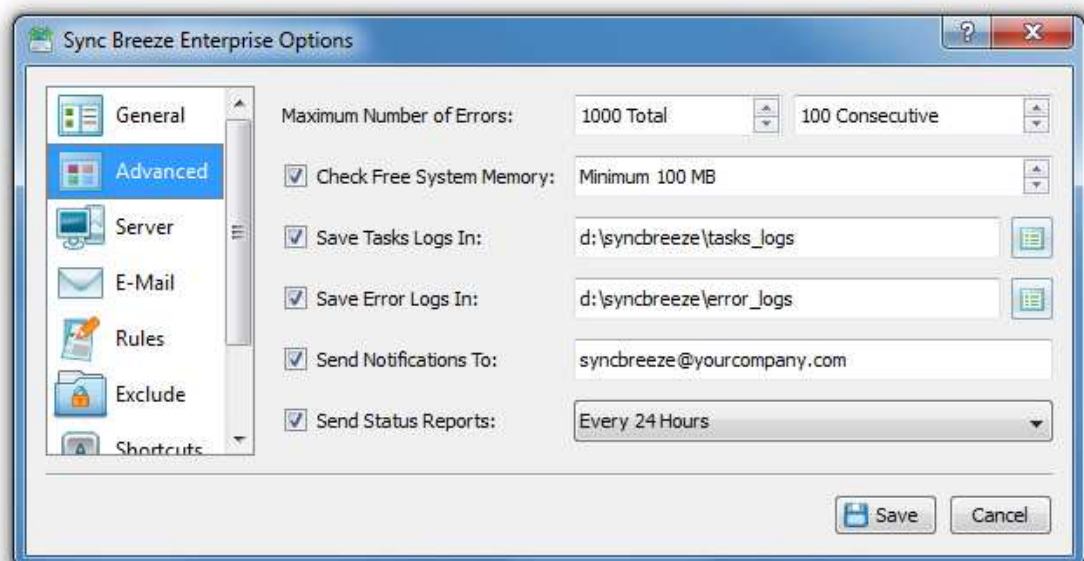 Sync Breeze Enterprise Options
?
General
Advanced
Server
E-Mail
Rules
Exclude
Shortcuts
Maximum Number of Errors: 1000 Total 100 Consecutive
Check Free System Memory: Minimum 100 MB
Save Tasks Logs In: d:\syncbreeze\tasks_logs
Save Error Logs In: d:\syncbreeze\error_logs
Send Notifications To: syncbreeze@yourcompany.com
Send Status Reports: Every 24 Hours
Save Cancel